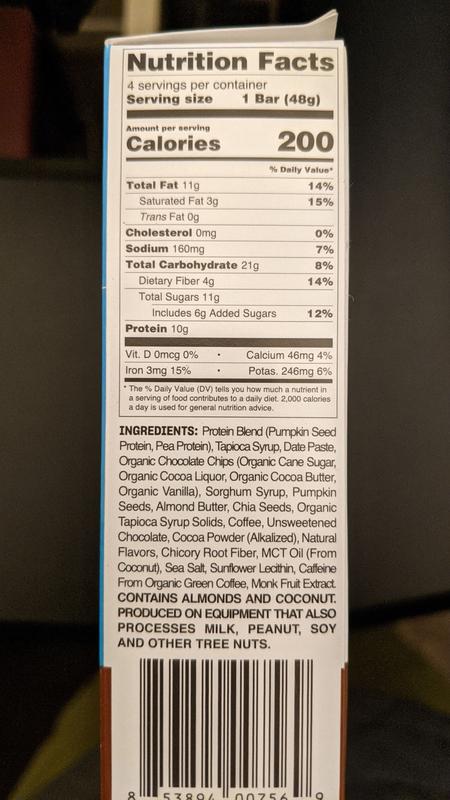 Nutrition Facts
4 servings per container
Serving size 1 Bar (48g)
Amount per serving
Calories 200
% Daily Value*
Total Fat 11g 14%
Saturated Fat 3g 15%
Trans Fat 0g
Cholesterol 0mg 0%
Sodium 160mg 7%
Total Carbohydrate 21g 8%
Dietary Fiber 4g 14%
Total Sugars 11g
Includes 6g Added Sugars 12%
Protein 10g
Vit. D 0mcg 0% • Calcium 46mg 4%
Iron 3mg 15% • Potas. 246mg 6%
* The % Daily Value (DV) tells you how much a nutrient in
a serving of food contributes to a daily diet. 2,000 calories
a day is used for general nutrition advice.
INGREDIENTS: Protein Blend (Pumpkin Seed
Protein, Pea Protein), Tapioca Syrup, Date Paste,
Organic Chocolate Chips (Organic Cane Sugar,
Organic Cocoa Liquor, Organic Cocoa Butter,
Organic Vanilla), Sorghum Syrup, Pumpkin
Seeds, Almond Butter, Chia Seeds, Organic
Tapioca Syrup Solids, Coffee, Unsweetened
Chocolate, Cocoa Powder (Alkalized), Natural
Flavors, Chicory Root Fiber, MCT Oil (From
Coconut), Sea Salt, Sunflower Lecithin, Caffeine
From Organic Green Coffee, Monk Fruit Extract.
CONTAINS ALMONDS AND COCONUT.
PRODUCED ON EQUIPMENT THAT ALSO
PROCESSES MILK, PEANUT, SOY
AND OTHER TREE NUTS.
8 53894 00756 9